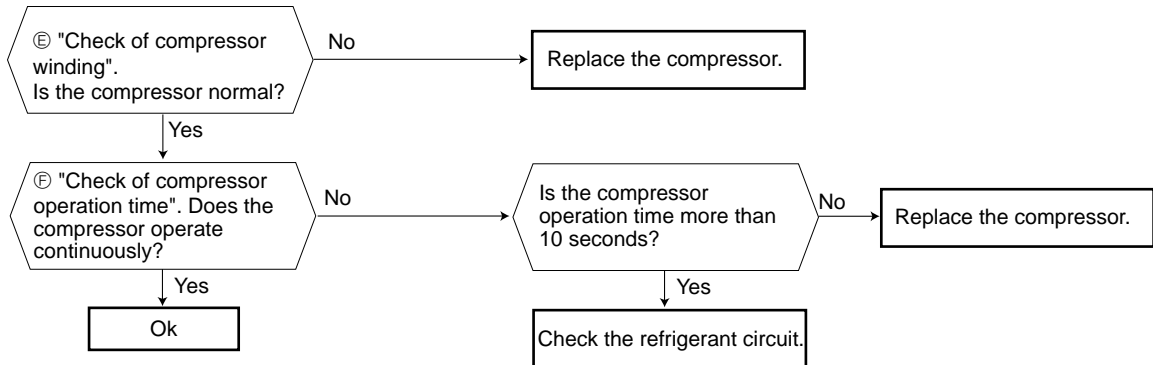 Ⓔ "Check of compressor
winding".
Is the compressor normal?
No
Replace the compressor.
Yes
Ⓕ "Check of compressor
operation time". Does the
compressor operate
continuously?
No
Is the compressor
operation time more than
10 seconds?
No
Replace the compressor.
Yes
Ok
Yes
Check the refrigerant circuit.